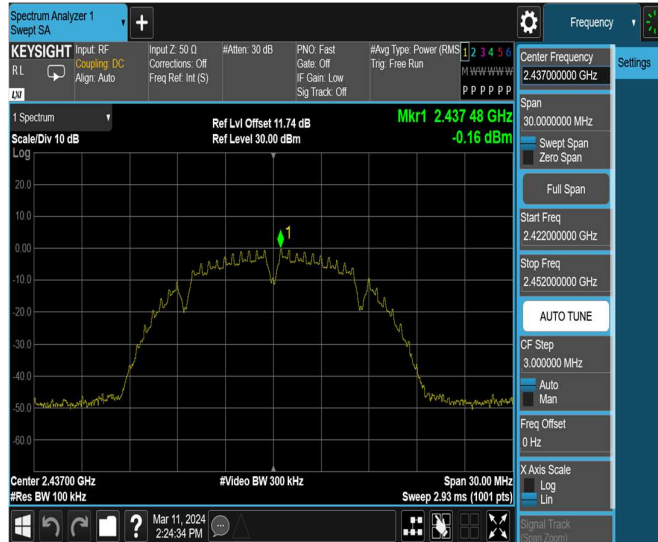 Spectrum Analyzer 1
Swept SA
+
Frequency
KEYSIGHT
RL
LXI
Input: RF
Coupling: DC
Align: Auto
Input Z: 50 Ω
Corrections: Off
Freq Ref: Int (S)
#Atten: 30 dB
PNO: Fast
Gate: Off
IF Gain: Low
Sig Track: Off
#Avg Type: Power (RMS
Trig: Free Run
1 2 3 4 5 6
M W W W W W
P P P P P P
Center Frequency
2.437000000 GHz
Settings
Span
30.0000000 MHz
Swept Span
Zero Span
Full Span
Start Freq
2.422000000 GHz
Stop Freq
2.452000000 GHz
AUTO TUNE
CF Step
3.000000 MHz
Auto
Man
Freq Offset
0 Hz
X Axis Scale
Log
Lin
Signal Track
(Span Zoom)
1 Spectrum
Scale/Div 10 dB
Ref Lvl Offset 11.74 dB
Ref Level 30.00 dBm
Mkr1 2.437 48 GHz
-0.16 dBm
Log
20.0
10.0
0.00
-10.0
-20.0
-30.0
-40.0
-50.0
-60.0
1
Center 2.43700 GHz
#Res BW 100 kHz
#Video BW 300 kHz
Span 30.00 MHz
Sweep 2.93 ms (1001 pts)
?
Mar 11, 2024
2:24:34 PM